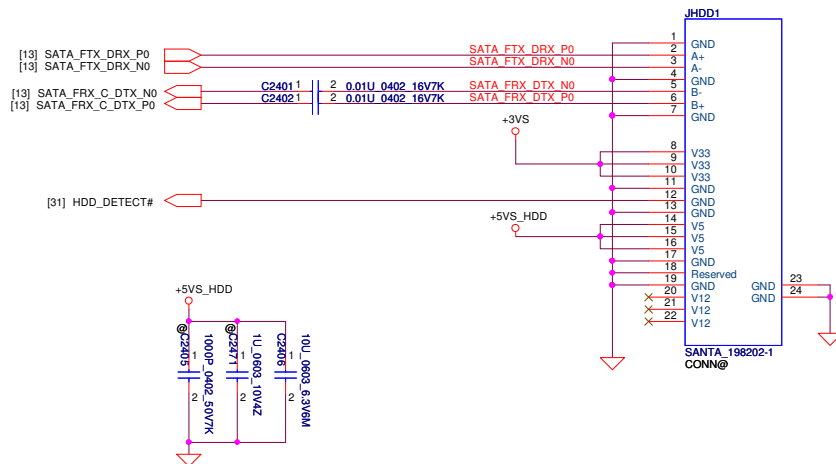 JHDD1
1 GND
[13] SATA_FTX_DRX_P0 SATA_FTX_DRX_P0 2 A+
[13] SATA_FTX_DRX_N0 SATA_FTX_DRX_N0 3 A-
4 GND
[13] SATA_FRX_C_DTX_N0 C2401 1 2 0.01U_0402_16V7K SATA_FRX_DTX_N0 5 B-
[13] SATA_FRX_C_DTX_P0 C2402 1 2 0.01U_0402_16V7K SATA_FRX_DTX_P0 6 B+
7 GND
+3VS
8 V33
9 V33
10 V33
11 GND
[31] HDD_DETECT# 12 GND
13 GND
+5VS_HDD
14 V5
15 V5
16 V5
17 GND
18 Reserved
19 GND GND 23
20 V12 GND 24
21 V12
22 V12
SANTA_198202-1
CONN@
+5VS_HDD
@C2405 1 2 1000P_0402_50V7K
@C2471 1 2 1U_0603_10V4Z
C2406 1 2 10U_0603_6.3V6M